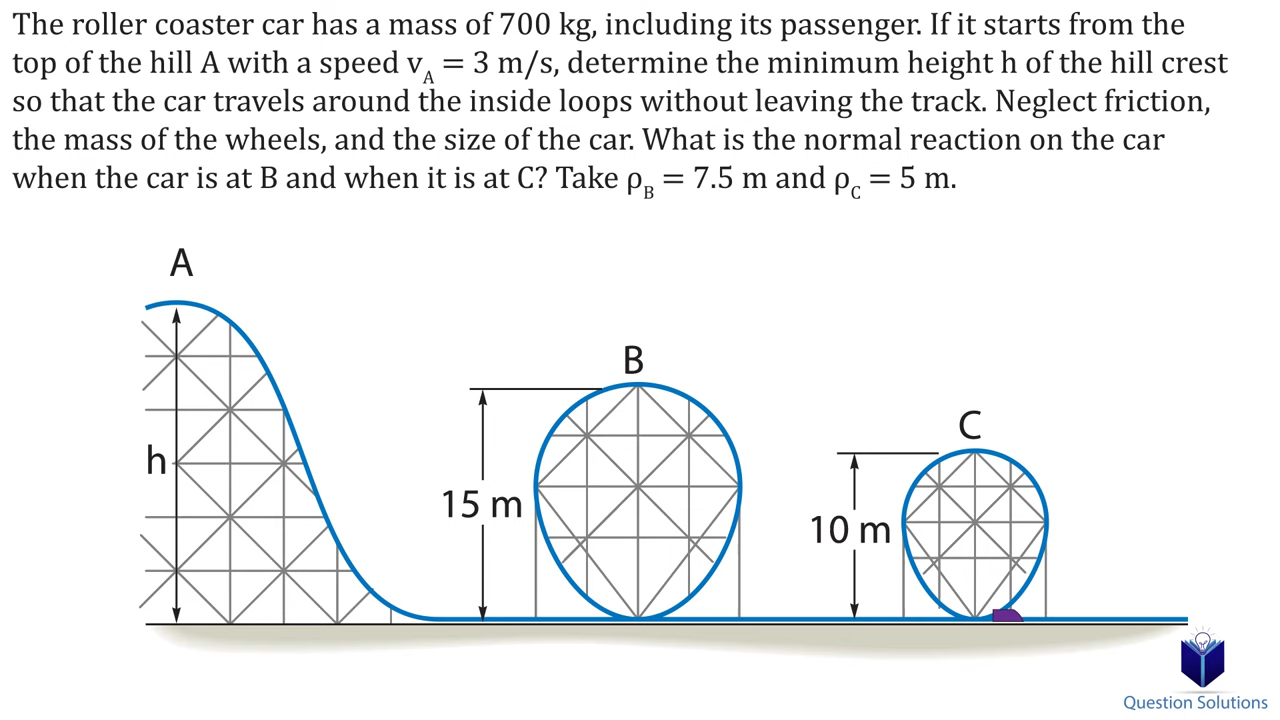 The roller coaster car has a mass of 700 kg, including its passenger. If it starts from the
top of the hill A with a speed v_A = 3 m/s, determine the minimum height h of the hill crest
so that the car travels around the inside loops without leaving the track. Neglect friction,
the mass of the wheels, and the size of the car. What is the normal reaction on the car
when the car is at B and when it is at C? Take ρ_B = 7.5 m and ρ_C = 5 m.
A
B
C
h
15 m
10 m
Question Solutions